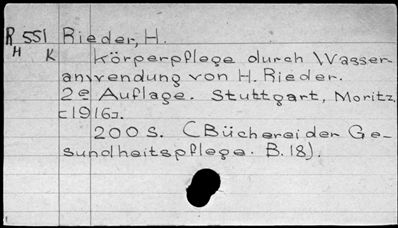 R 551 Rieder, H.
H K Körperpflege durch Wasser-
anwendung von H. Rieder.
2e Auflage. Stuttgart, Moritz,
[1916].
200 S. (Bücherei der Ge-
sundheitspflege. B. 18).